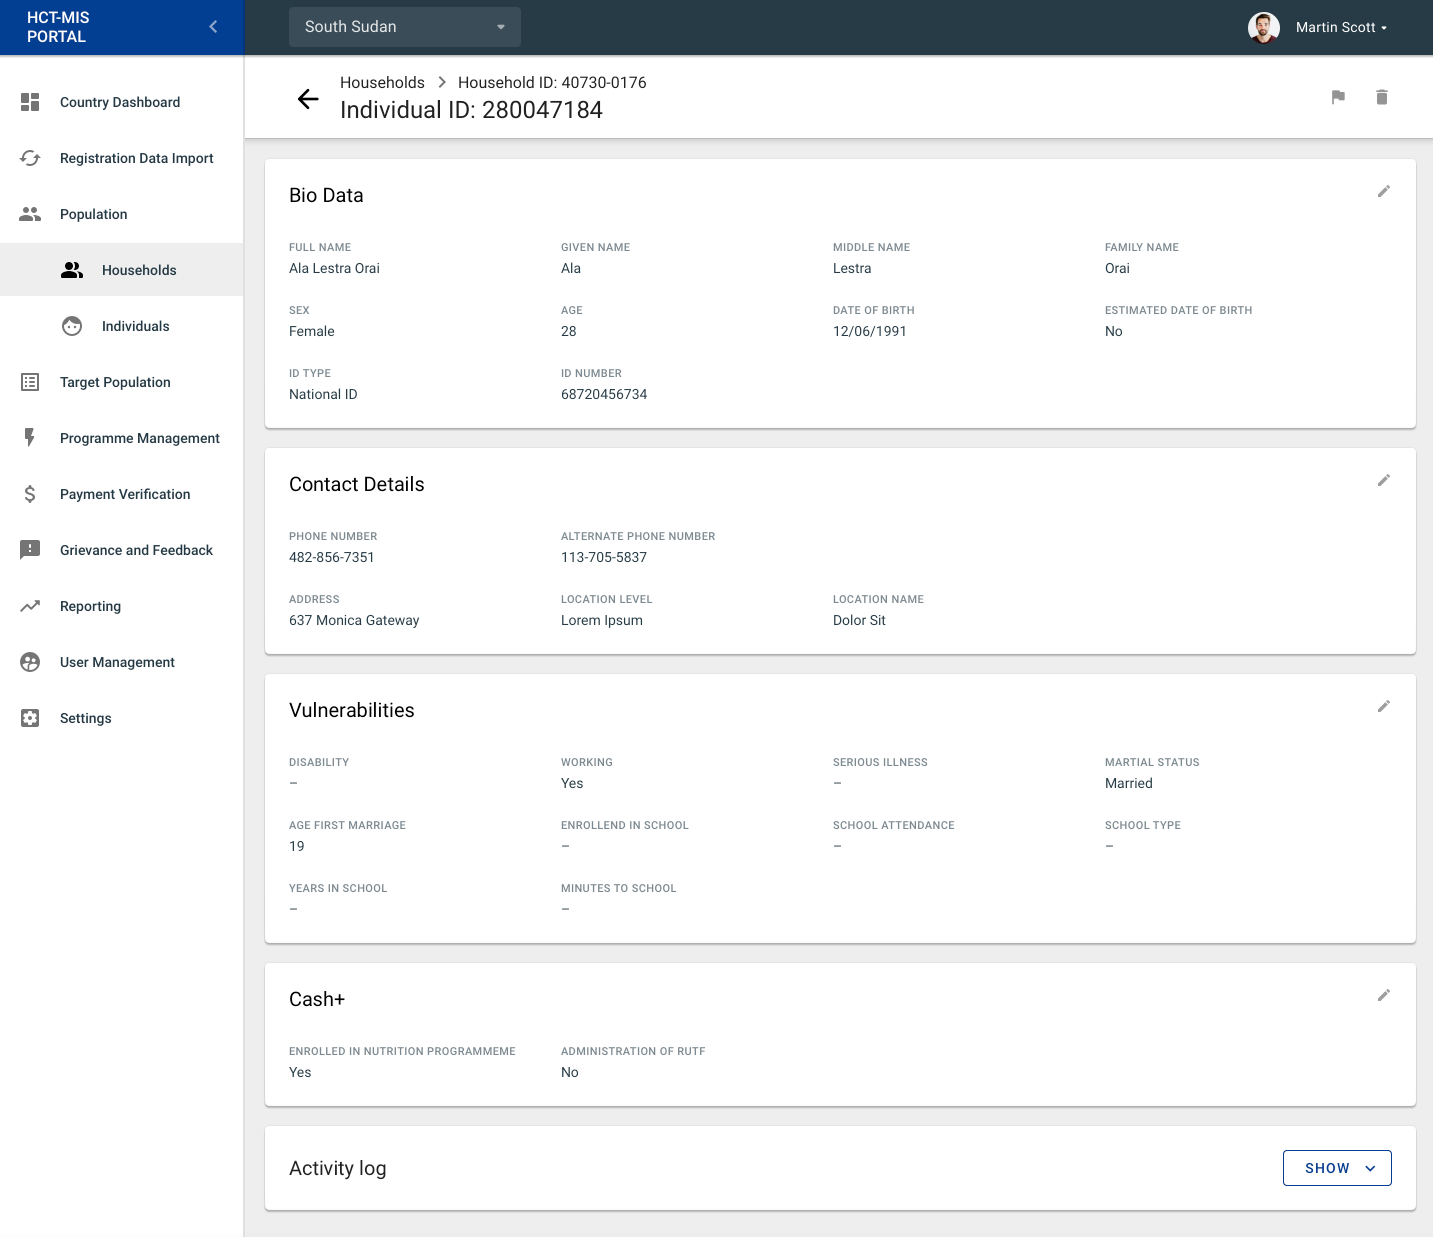 HCT-MIS
PORTAL
South Sudan
Martin Scott
Country Dashboard
Registration Data Import
Population
Households
Individuals
Target Population
Programme Management
Payment Verification
Grievance and Feedback
Reporting
User Management
Settings
Households > Household ID: 40730-0176
Individual ID: 280047184
Bio Data
FULL NAME GIVEN NAME MIDDLE NAME FAMILY NAME
Ala Lestra Orai Ala Lestra Orai
SEX AGE DATE OF BIRTH ESTIMATED DATE OF BIRTH
Female 28 12/06/1991 No
ID TYPE ID NUMBER
National ID 68720456734
Contact Details
PHONE NUMBER ALTERNATE PHONE NUMBER
482-856-7351 113-705-5837
ADDRESS LOCATION LEVEL LOCATION NAME
637 Monica Gateway Lorem Ipsum Dolor Sit
Vulnerabilities
DISABILITY WORKING SERIOUS ILLNESS MARTIAL STATUS
– Yes – Married
AGE FIRST MARRIAGE ENROLLEND IN SCHOOL SCHOOL ATTENDANCE SCHOOL TYPE
19 – – –
YEARS IN SCHOOL MINUTES TO SCHOOL
– –
Cash+
ENROLLED IN NUTRITION PROGRAMMEME ADMINISTRATION OF RUTF
Yes No
Activity log
SHOW